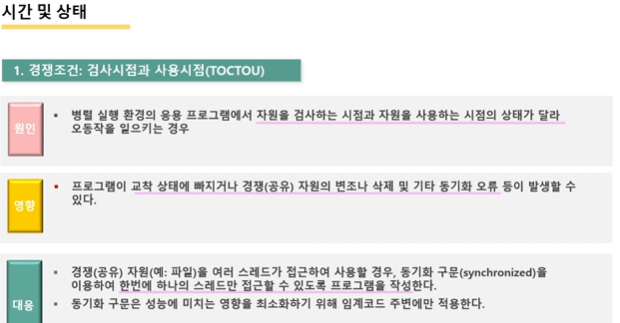 시간 및 상태
1. 경쟁조건: 검사시점과 사용시점(TOCTOU)
원인
▪ 병렬 실행 환경의 응용 프로그램에서 자원을 검사하는 시점과 자원을 사용하는 시점의 상태가 달라
오동작을 일으키는 경우
영향
▪ 프로그램이 교착 상태에 빠지거나 경쟁(공유) 자원의 변조나 삭제 및 기타 동기화 오류 등이 발생할 수
있다.
대응
▪ 경쟁(공유) 자원(예: 파일)을 여러 스레드가 접근하여 사용할 경우, 동기화 구문(synchronized)을
이용하여 한번에 하나의 스레드만 접근할 수 있도록 프로그램을 작성한다.
▪ 동기화 구문은 성능에 미치는 영향을 최소화하기 위해 임계코드 주변에만 적용한다.